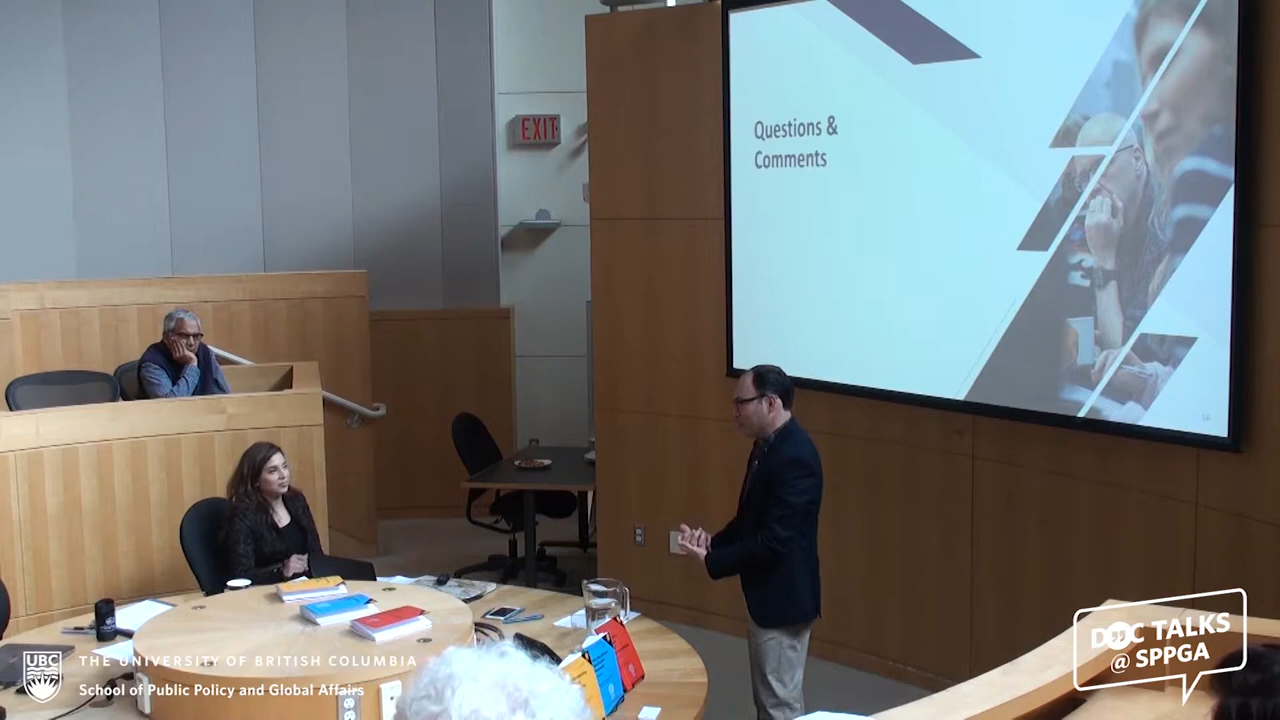 EXIT
Questions &
Comments
UBC
THE UNIVERSITY OF BRITISH COLUMBIA
School of Public Policy and Global Affairs
DOC TALKS
@ SPPGA